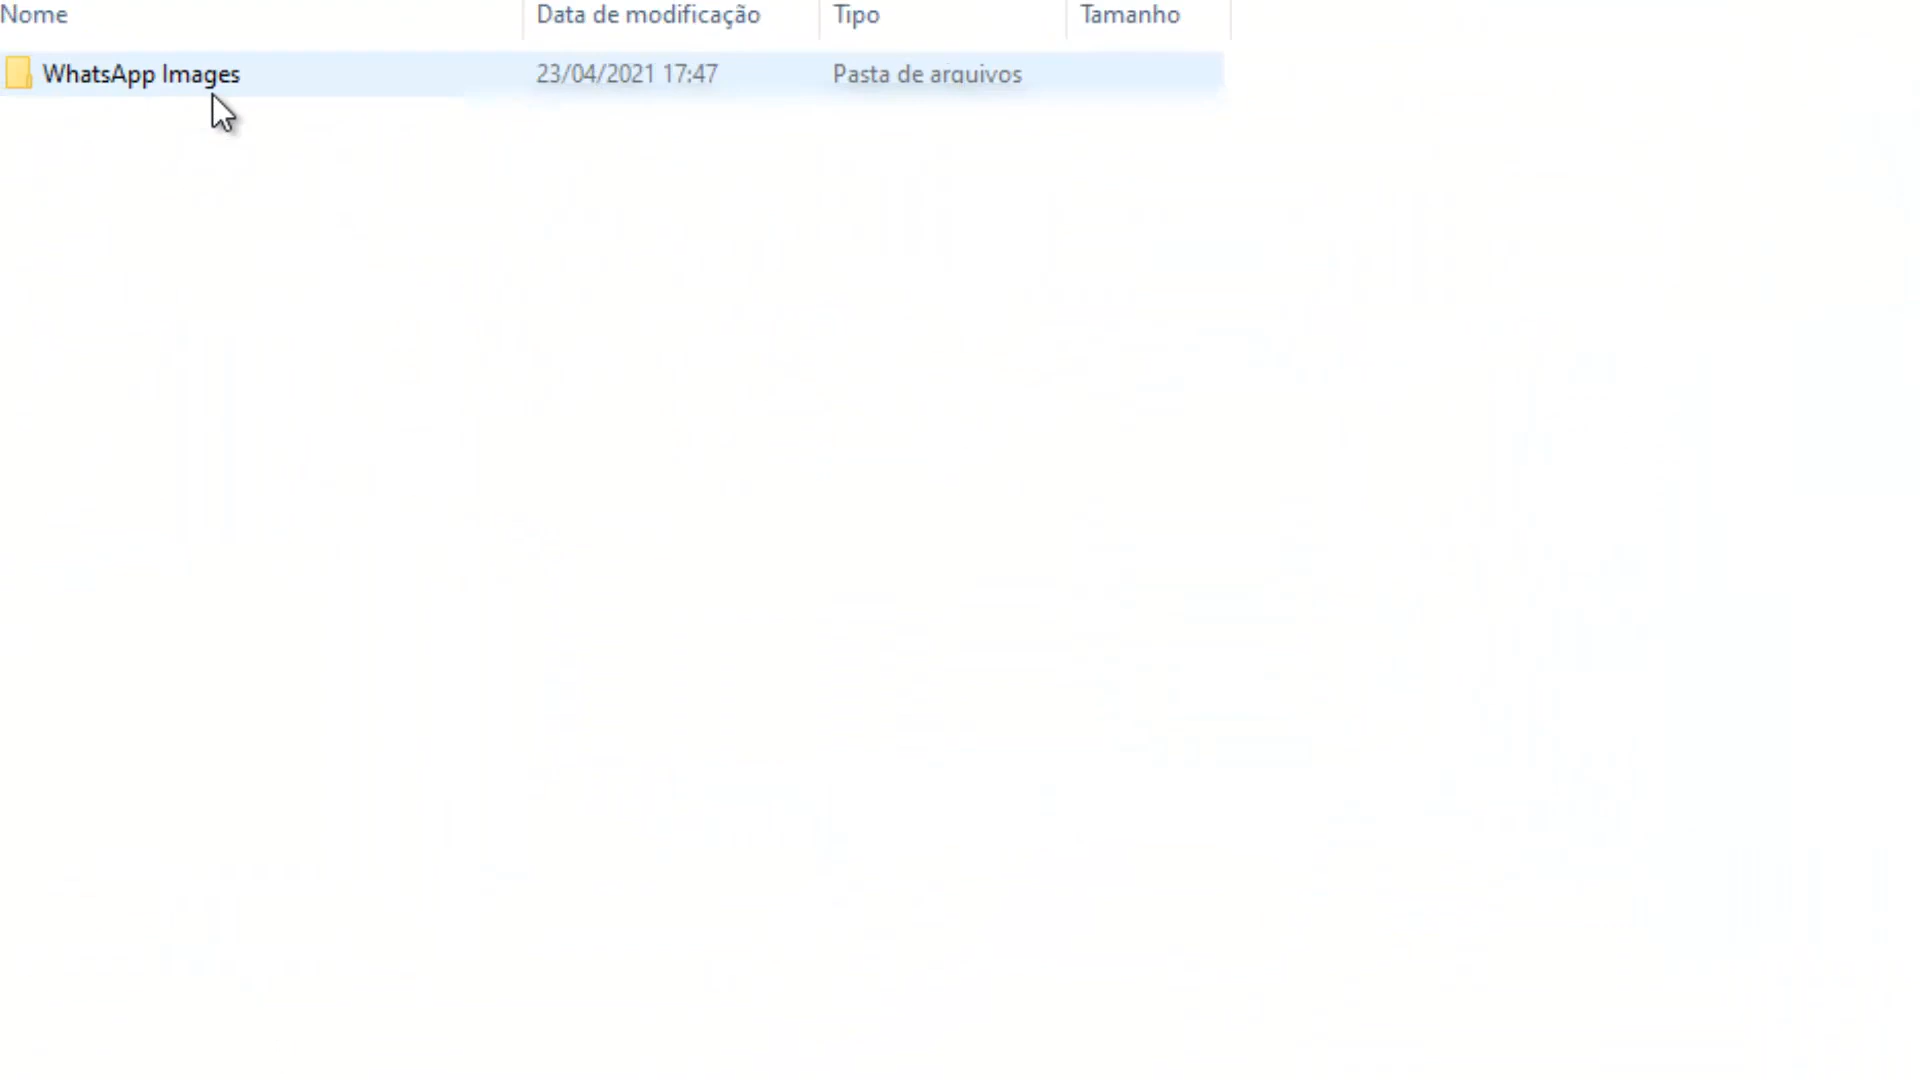 Nome Data de modificação Tipo Tamanho
WhatsApp Images 23/04/2021 17:47 Pasta de arquivos